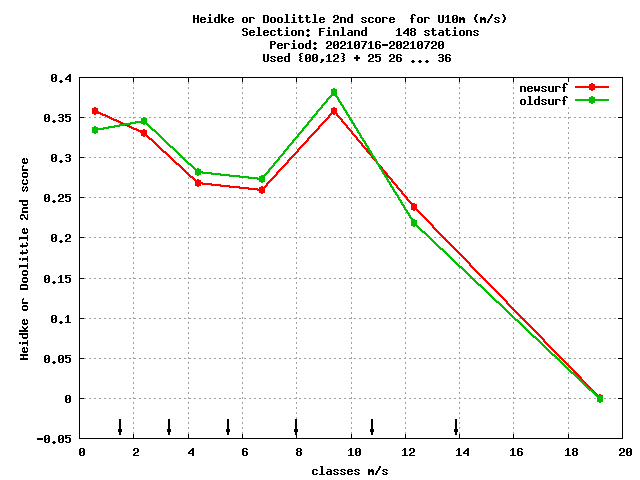 Heidke or Doolittle 2nd score  for U10m (m/s)
Selection: Finland    148 stations
Period: 20210716-20210720
Used {00,12} + 25 26 ... 36
newsurf
oldsurf
Heidke or Doolittle 2nd score
0.4
0.35
0.3
0.25
0.2
0.15
0.1
0.05
0
-0.05
0 2 4 6 8 10 12 14 16 18 20
classes m/s